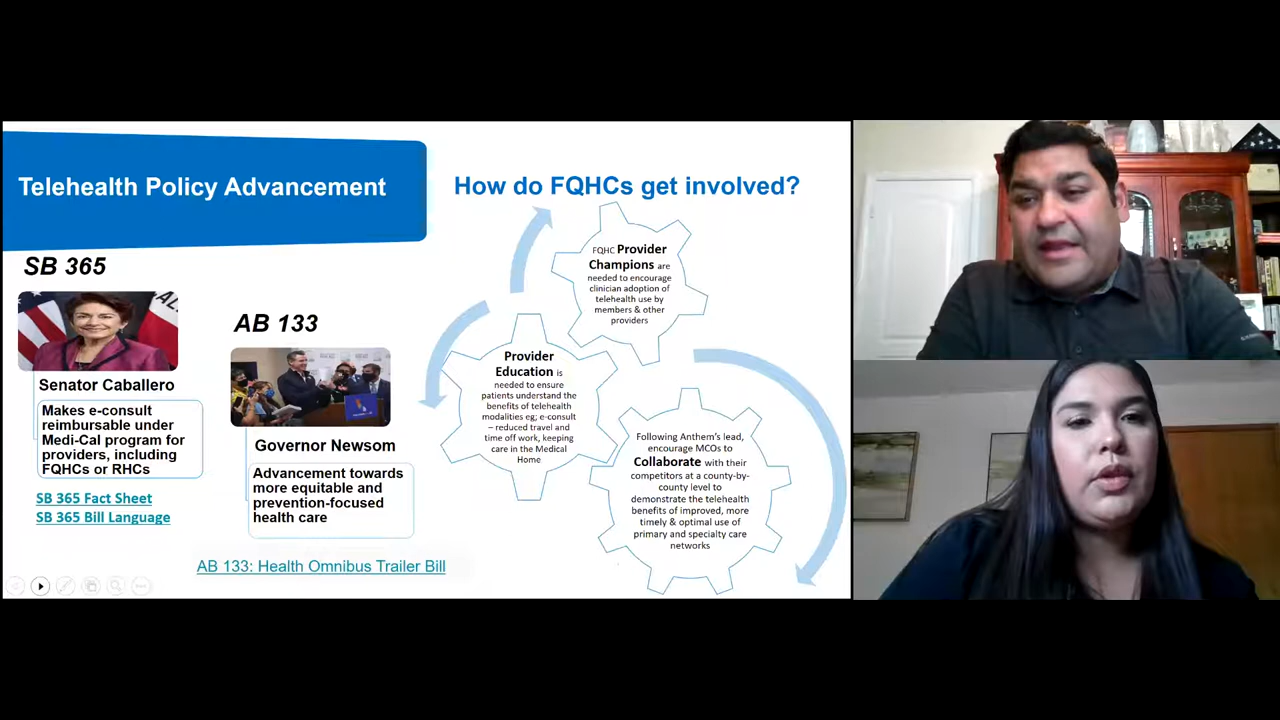 Telehealth Policy Advancement
SB 365
Senator Caballero
Makes e-consult
reimbursable under
Medi-Cal program for
providers, including
FQHCs or RHCs
SB 365 Fact Sheet
SB 365 Bill Language
AB 133
Governor Newsom
Advancement towards
more equitable and
prevention-focused
health care
AB 133: Health Omnibus Trailer Bill
How do FQHCs get involved?
FQHC Provider
Champions are
needed to encourage
clinician adoption of
telehealth use by
members & other
providers
Provider
Education is
needed to ensure
patients understand the
benefits of telehealth
modalities eg; e-consult
– reduced travel and
time off work, keeping
care in the Medical
Home
Following Anthem's lead,
encourage MCOs to
Collaborate with their
competitors at a county-by-
county level to
demonstrate the telehealth
benefits of improved, more
timely & optimal use of
primary and specialty care
networks